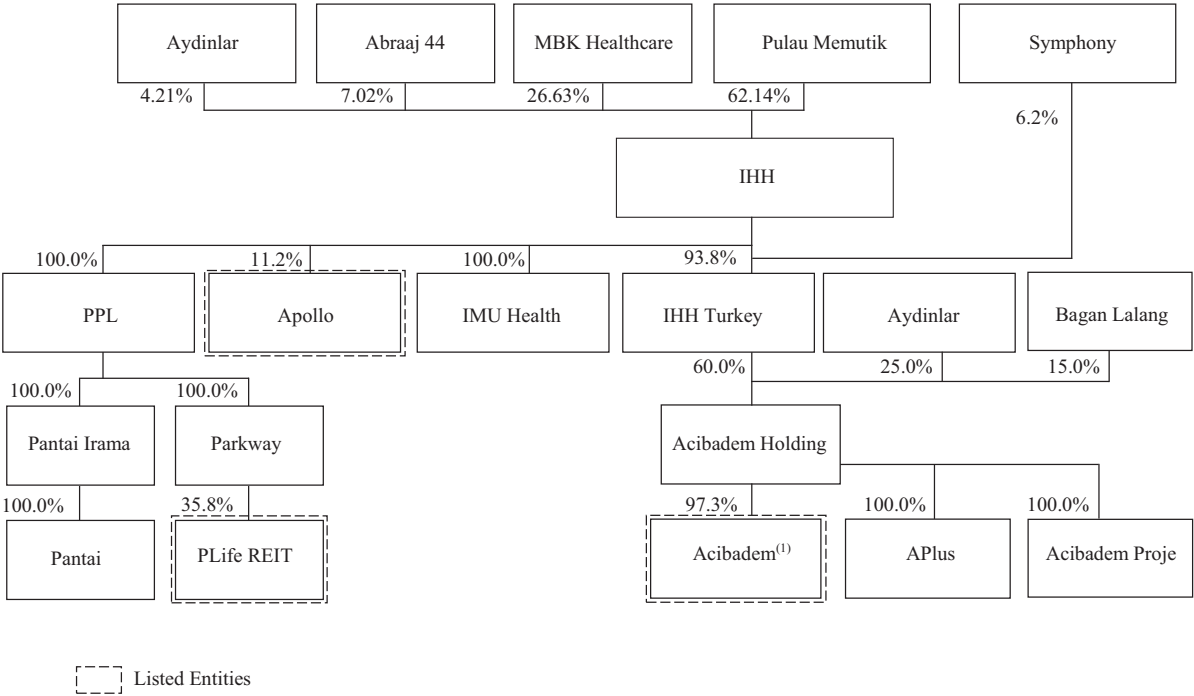 Aydinlar
Abraaj 44
MBK Healthcare
Pulau Memutik
Symphony
4.21%
7.02%
26.63%
62.14%
6.2%
IHH
100.0%
11.2%
100.0%
93.8%
PPL
Apollo
IMU Health
IHH Turkey
Aydinlar
Bagan Lalang
60.0%
25.0%
15.0%
100.0%
100.0%
Pantai Irama
Parkway
Acibadem Holding
100.0%
35.8%
97.3%
100.0%
100.0%
Pantai
PLife REIT
Acibadem(1)
APlus
Acibadem Proje
Listed Entities